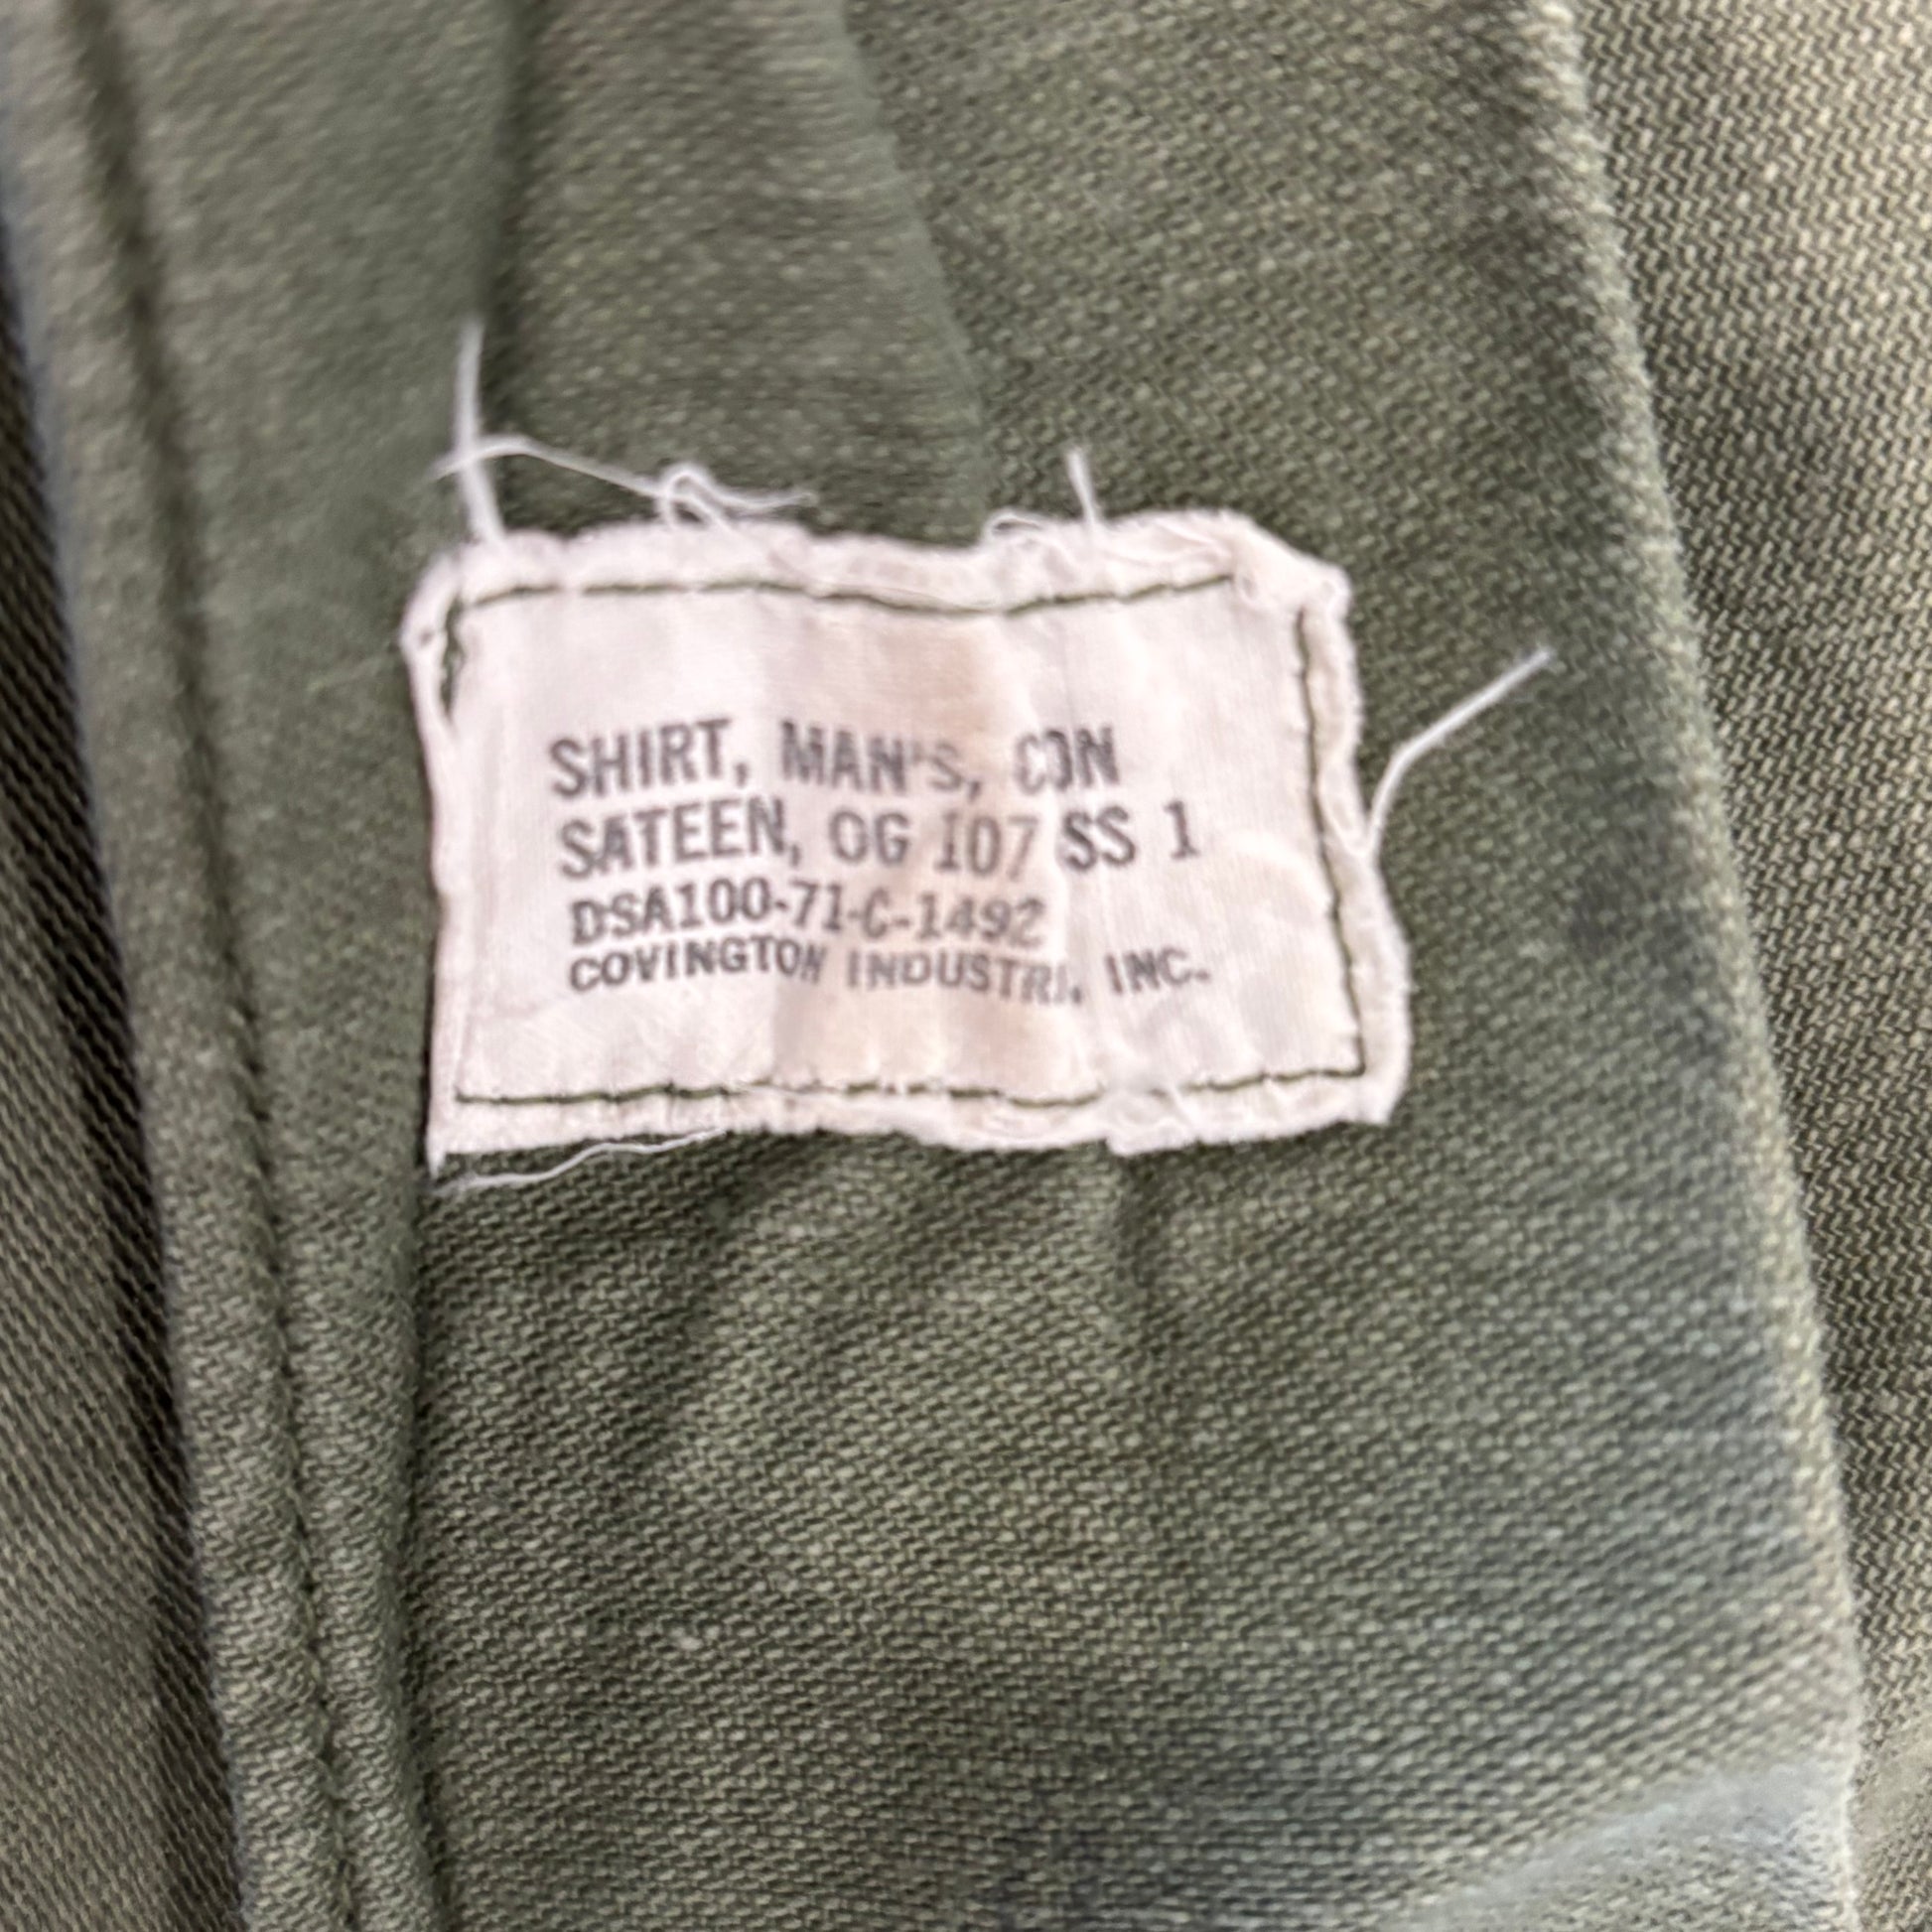 SHIRT, MAN'S, CON
SATEEN, OG 107 SS 1
DSA100-71-C-1492
COVINGTON INDUSTRI, INC.